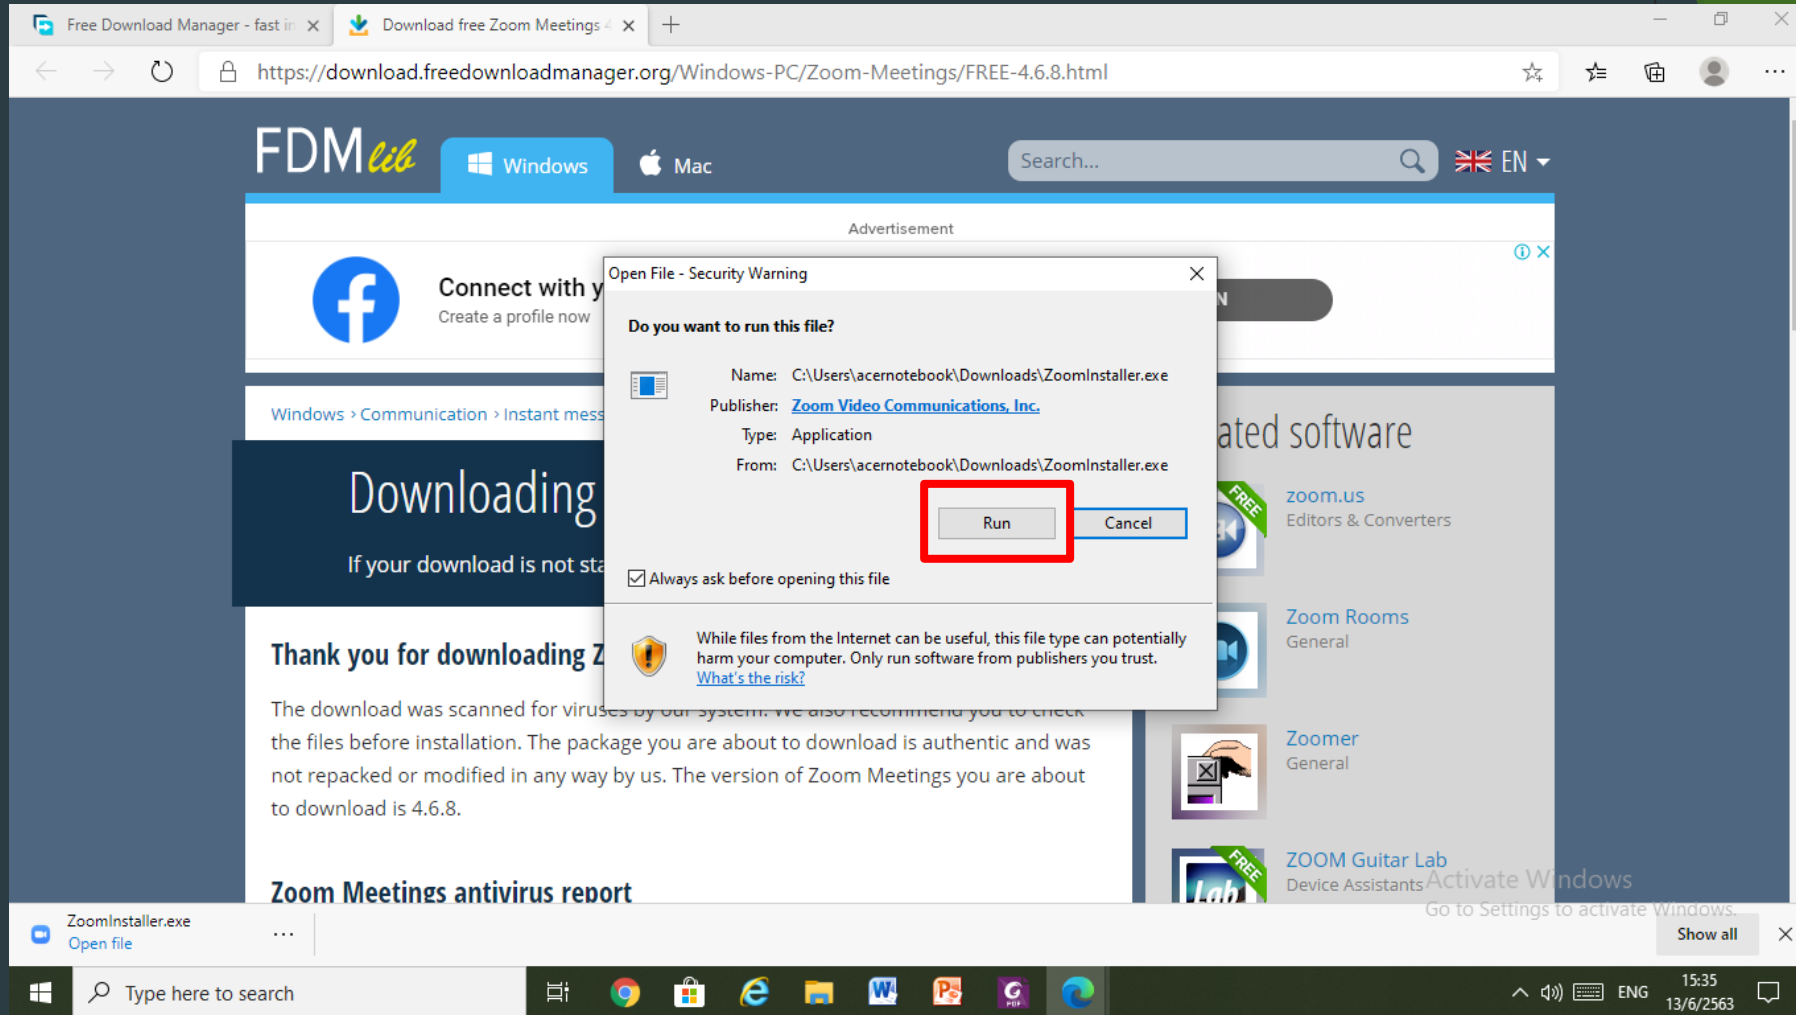 Free Download Manager - fast in
Download free Zoom Meetings 4
https://download.freedownloadmanager.org/Windows-PC/Zoom-Meetings/FREE-4.6.8.html
FDM lib
Windows
Mac
Search...
EN
Advertisement
Connect with y
Create a profile now
N
Open File - Security Warning
Do you want to run this file?
Name: C:\Users\acernotebook\Downloads\ZoomInstaller.exe
Publisher: Zoom Video Communications, Inc.
Type: Application
From: C:\Users\acernotebook\Downloads\ZoomInstaller.exe
Run
Cancel
Always ask before opening this file
While files from the Internet can be useful, this file type can potentially
harm your computer. Only run software from publishers you trust.
What's the risk?
Windows › Communication › Instant mess
Downloading
If your download is not sta
Thank you for downloading Z
The download was scanned for viruses by our system. We also recommend you to check
the files before installation. The package you are about to download is authentic and was
not repacked or modified in any way by us. The version of Zoom Meetings you are about
to download is 4.6.8.
Zoom Meetings antivirus report
ated software
FREE
zoom.us
Editors & Converters
Zoom Rooms
General
Zoomer
General
FREE
Lab
ZOOM Guitar Lab
Device Assistants
Activate Windows
Go to Settings to activate Windows.
ZoomInstaller.exe
Open file
Show all
Type here to search
ENG
15:35
13/6/2563